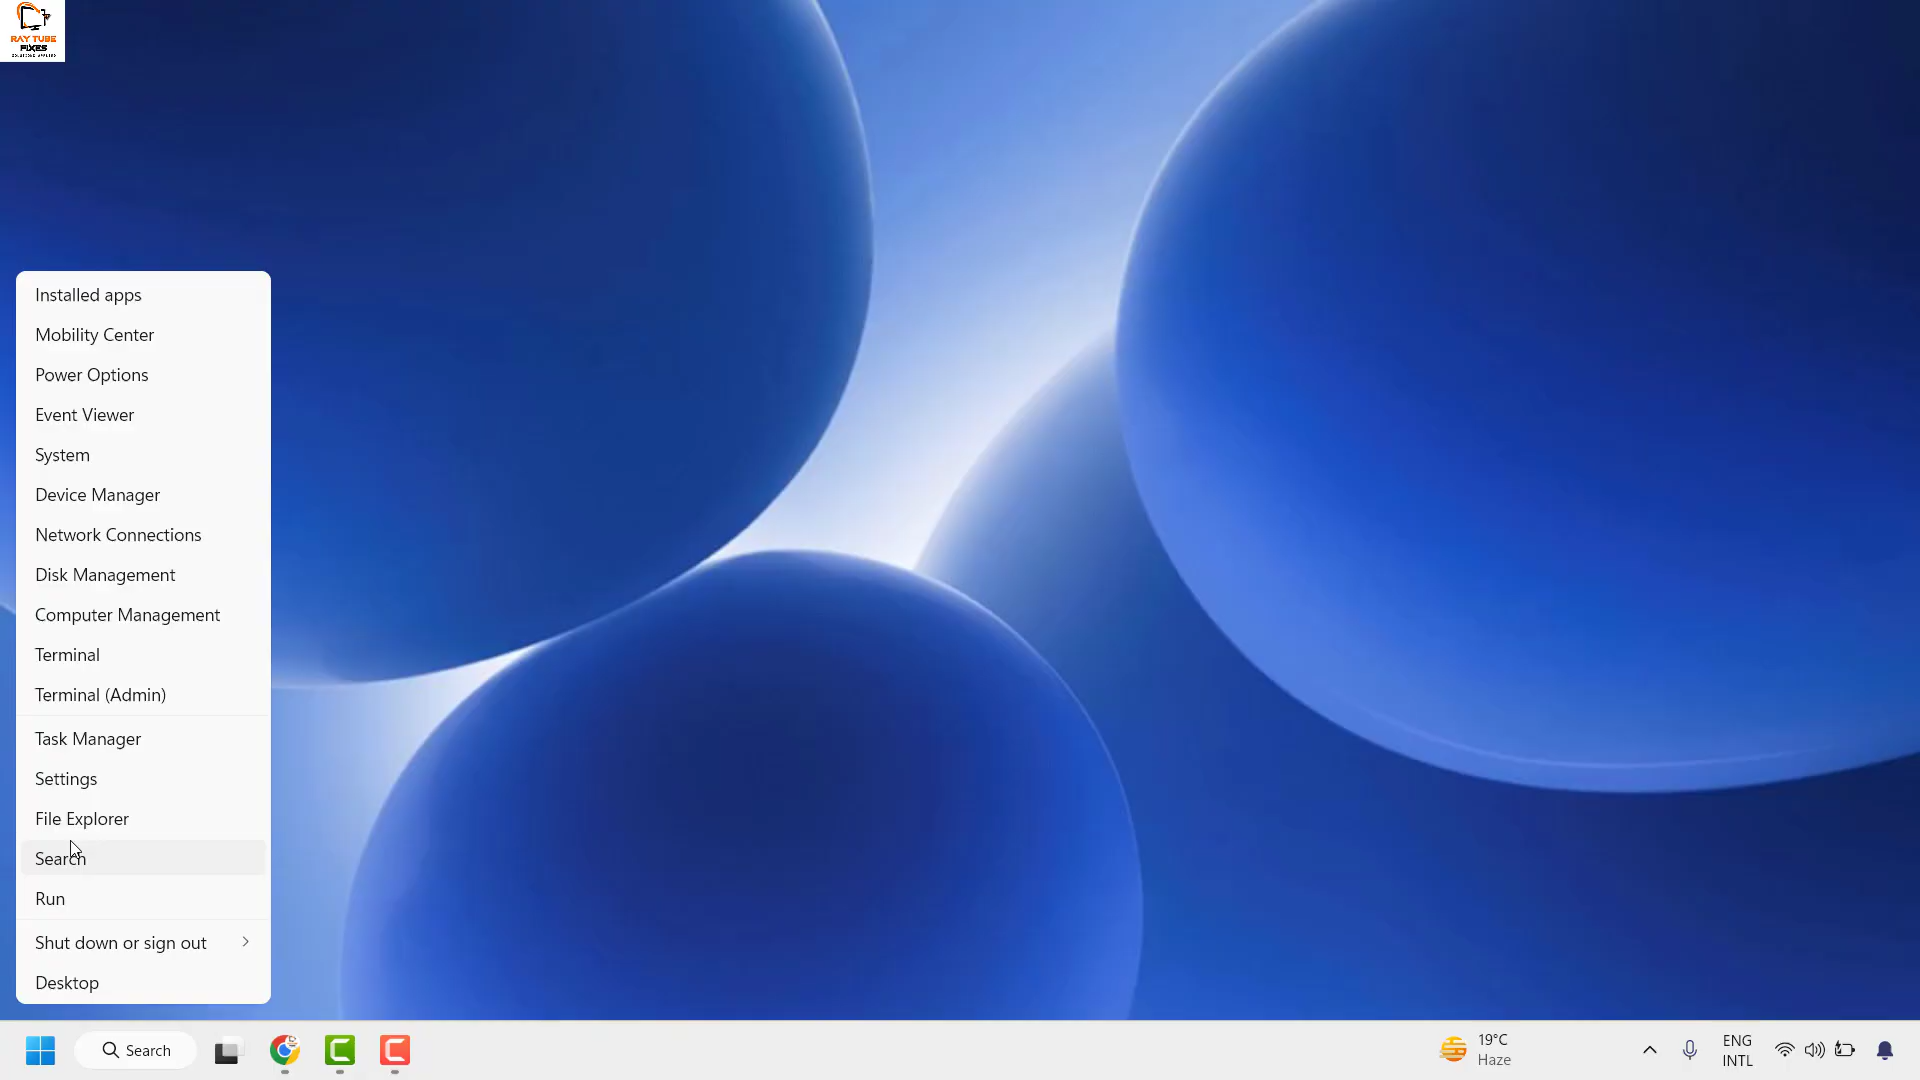 RAY TUBE
FIXES
SOLUTIONS APPLIED
Installed apps
Mobility Center
Power Options
Event Viewer
System
Device Manager
Network Connections
Disk Management
Computer Management
Terminal
Terminal (Admin)
Task Manager
Settings
File Explorer
Search
Run
Shut down or sign out
Desktop
Search
19°C
Haze
ENG
INTL